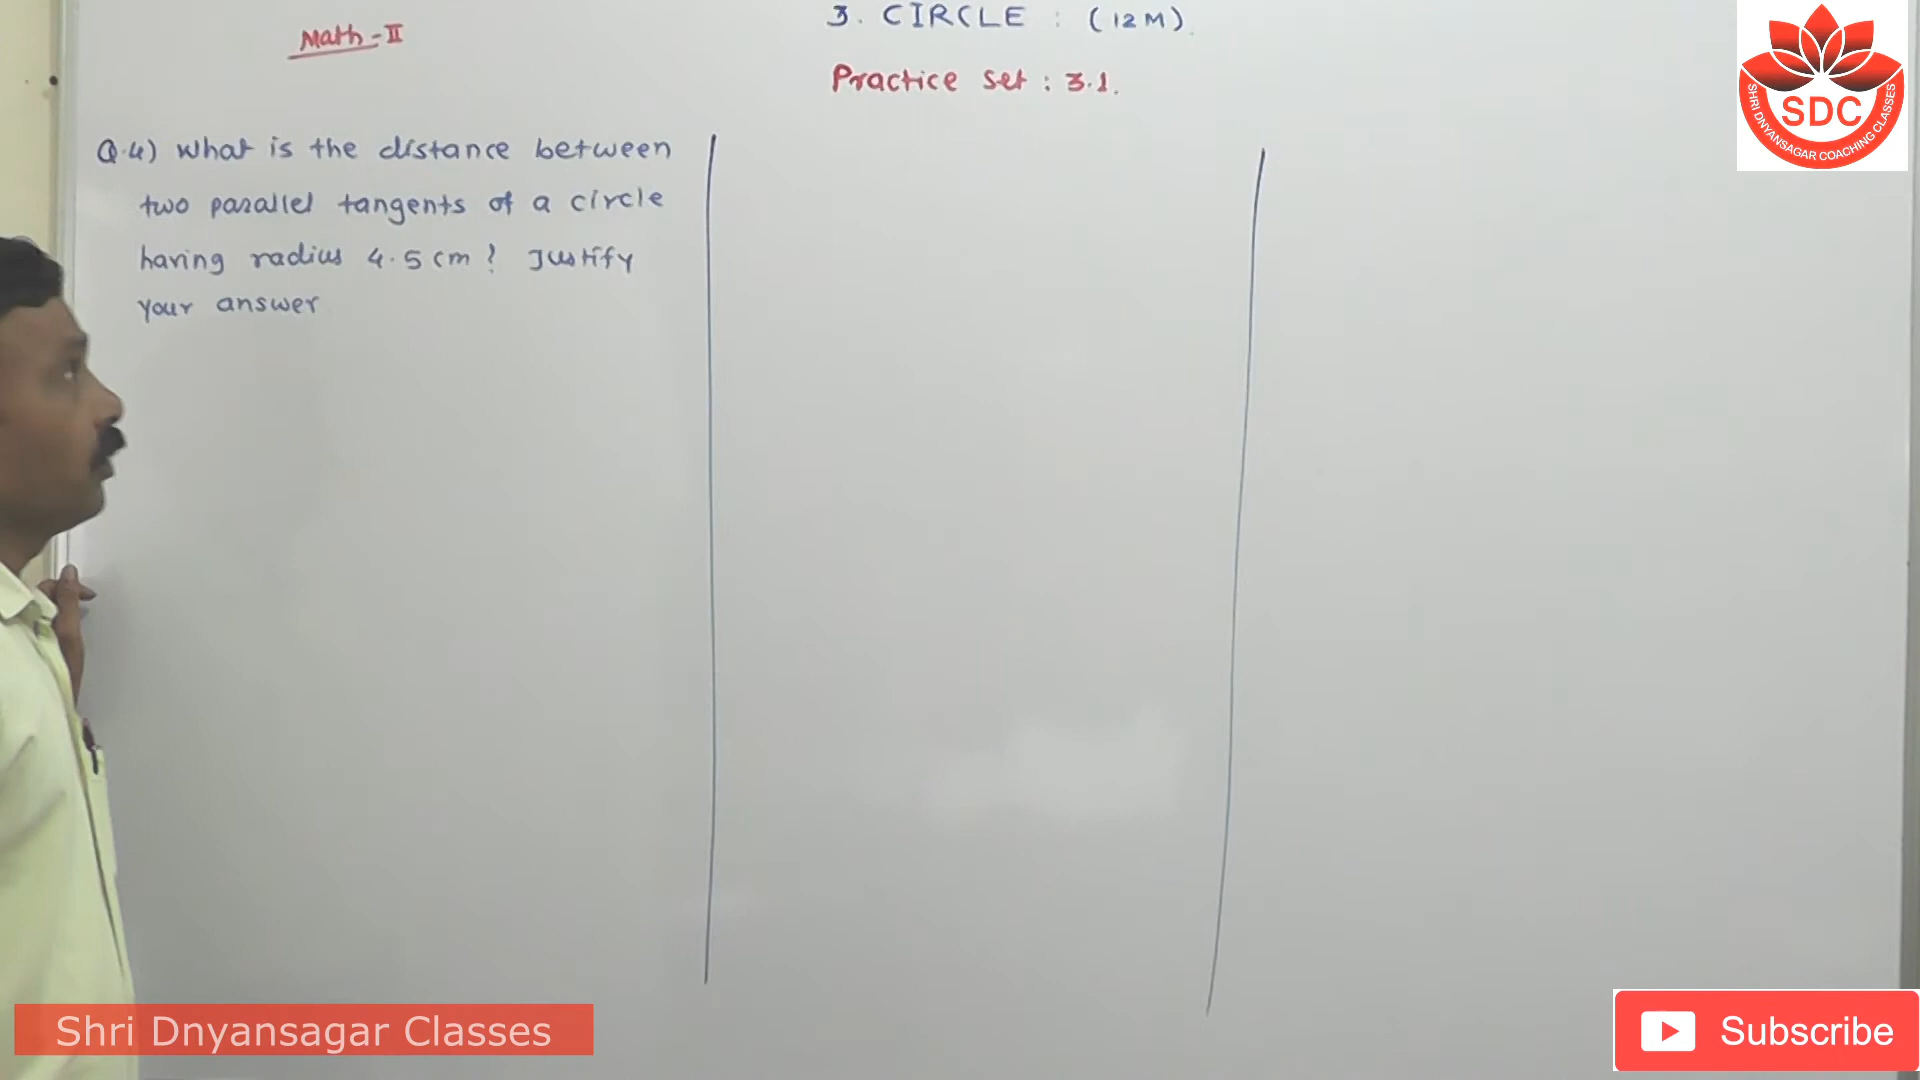 Math-II
3. CIRCLE : (12M).
Practice set : 3.1.
Q.4) What is the distance between
two parallel tangents of a circle
having radius 4.5 cm? Justify
your answer
SDC
SHRI DNYANSAGAR COACHING CLASSES
Shri Dnyansagar Classes
Subscribe